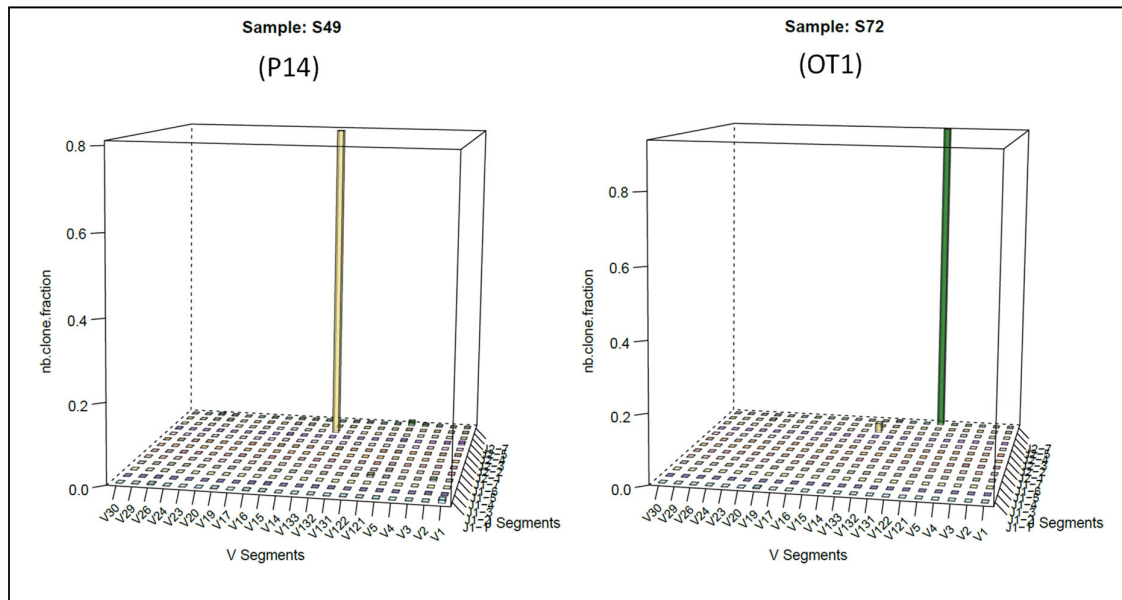 Sample: S49
(P14)
nb.clone.fraction
0.8
0.6
0.4
0.2
0.0
V30
V29
V26
V24
V23
V20
V19
V17
V16
V15
V14
V133
V132
V131
V122
V121
V5
V4
V3
V2
V1
V Segments
J Segments
Sample: S72
(OT1)
nb.clone.fraction
0.8
0.6
0.4
0.2
0.0
V30
V29
V26
V24
V23
V20
V19
V17
V16
V15
V14
V133
V132
V131
V122
V121
V5
V4
V3
V2
V1
V Segments
J Segments